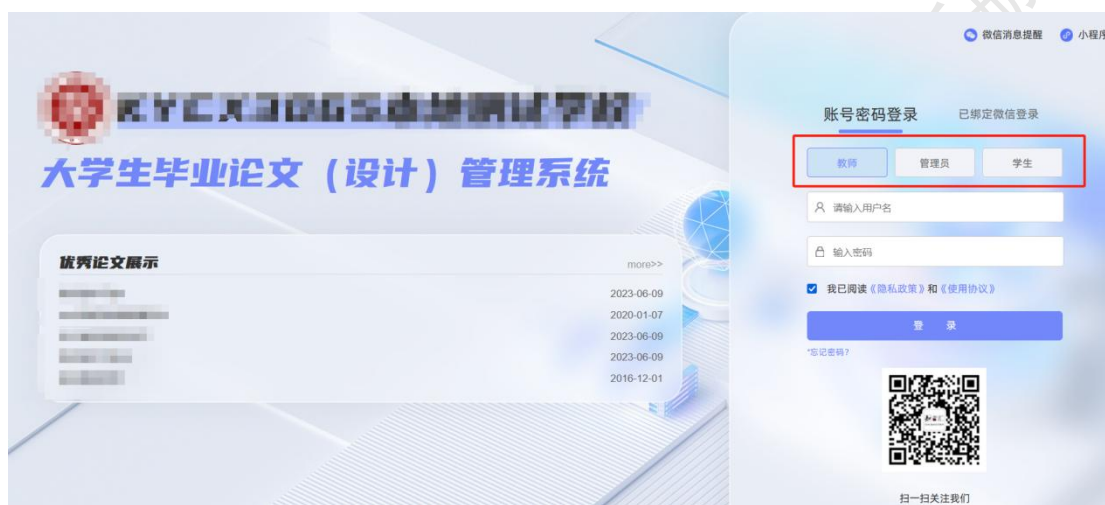 微信消息提醒 小程序
大学生毕业论文（设计）管理系统
优秀论文展示 more>>
2023-06-09
2020-01-07
2023-06-09
2023-06-09
2016-12-01
账号密码登录 已绑定微信登录
教师 管理员 学生
请输入用户名
输入密码
我已阅读《隐私政策》和《使用协议》
登 录
*忘记密码？
扫一扫关注我们